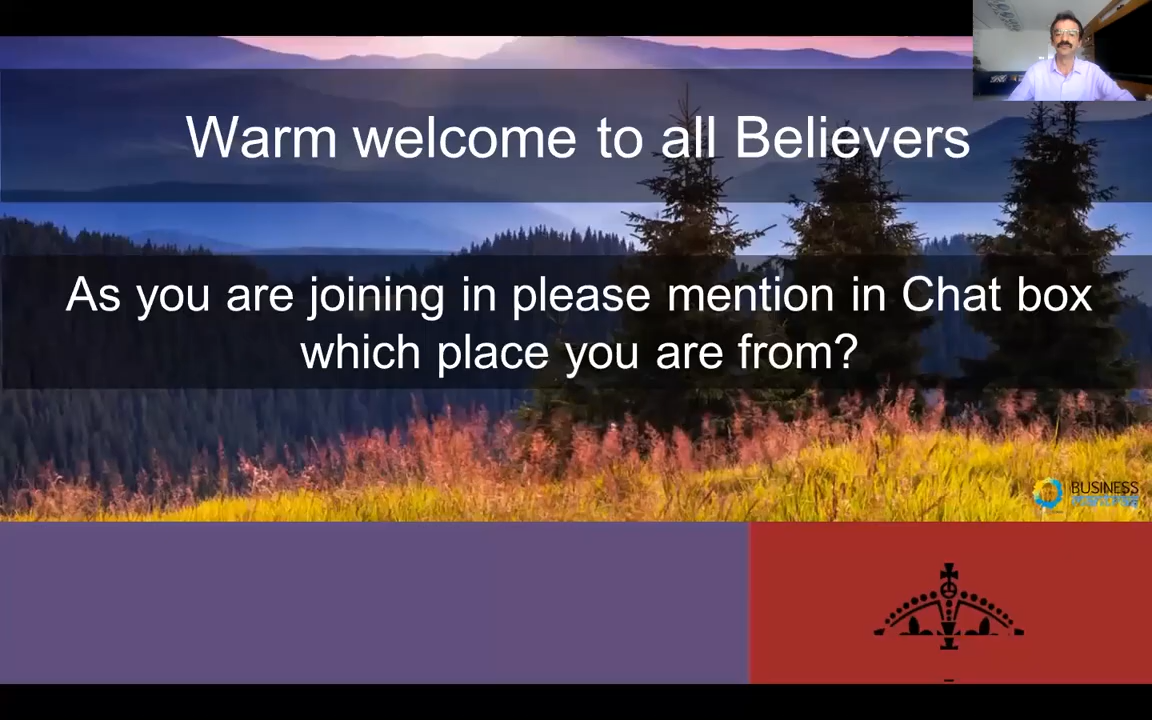 Warm welcome to all Believers
As you are joining in please mention in Chat box
which place you are from?
BUSINESS